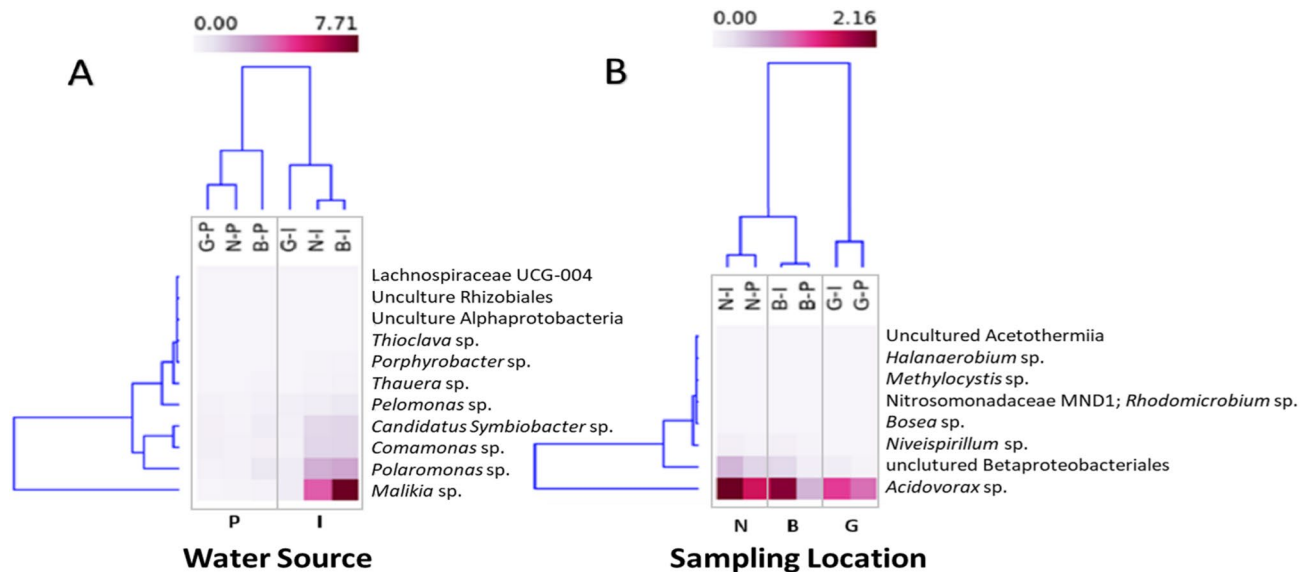 A
0.00 7.71
G-P N-P B-P G-I N-I B-I
Lachnospiraceae UCG-004
Unculture Rhizobiales
Unculture Alphaprotobacteria
Thioclava sp.
Porphyrobacter sp.
Thauera sp.
Pelomonas sp.
Candidatus Symbiobacter sp.
Comamonas sp.
Polaromonas sp.
Malikia sp.
P I
Water Source
B
0.00 2.16
N-I N-P B-I B-P G-I G-P
Uncultured Acetothermiia
Halanaerobium sp.
Methylocystis sp.
Nitrosomonadaceae MND1; Rhodomicrobium sp.
Bosea sp.
Niveispirillum sp.
unclutured Betaproteobacteriales
Acidovorax sp.
N B G
Sampling Location